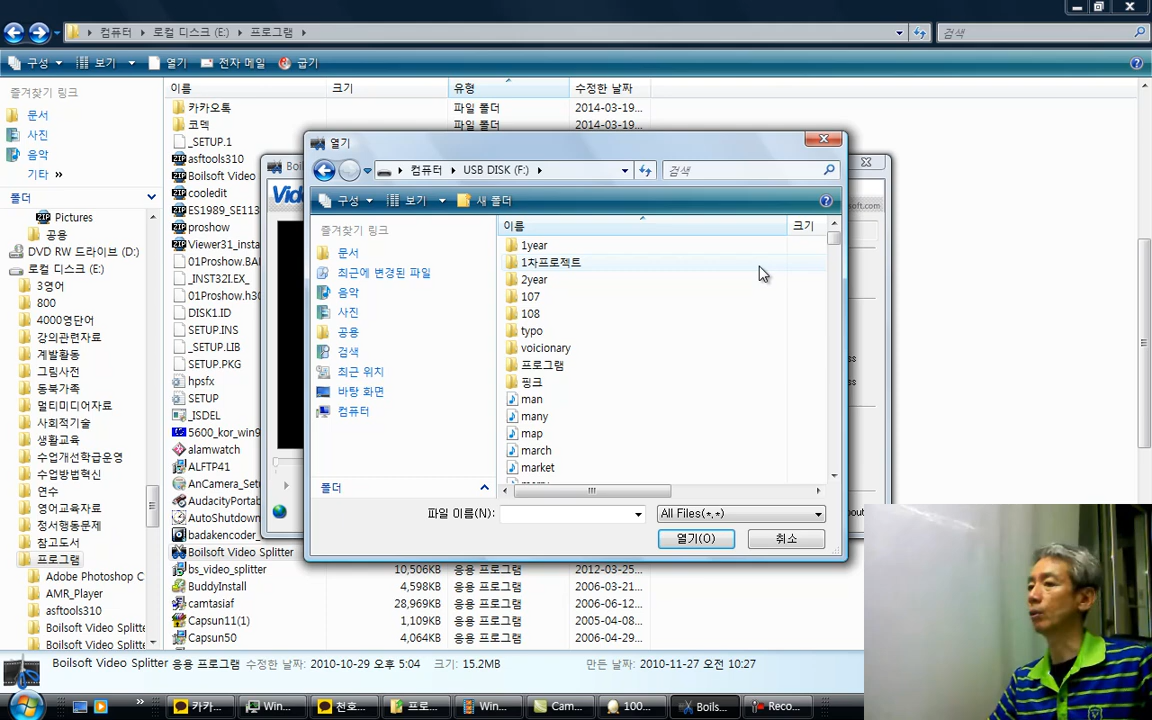 컴퓨터 로컬 디스크 (E:) 프로그램
검색
구성 보기 열기 전자 메일 굽기
즐겨찾기 링크
문서
사진
음악
기타 »
폴더
Pictures
공용
DVD RW 드라이브 (D:)
로컬 디스크 (E:)
3영어
800
4000영단어
강의관련자료
계발활동
그림사전
동북가족
멀티미디어자료
사회적기술
생활교육
수업개선학급운영
수업방법혁신
연수
영어교육자료
정서행동문제
참고도서
프로그램
Adobe Photoshop C
AMR_Player
asftools310
Boilsoft Video Splitte
Boilsoft Video Splitte
이름 크기 유형 수정한 날짜
카카오톡 파일 폴더 2014-03-19...
코덱 파일 폴더 2014-03-19...
_SETUP.1
asftools310
Boilsoft Video
cooledit
ES1989_SE113
proshow
Viewer31_insta
01Proshow.BA
_INST32I.EX_
01Proshow.h3
DISK1.ID
SETUP.INS
_SETUP.LIB
SETUP.PKG
hpsfx
SETUP
_ISDEL
5600_kor_win9
alamwatch
ALFTP41
AnCamera_Set
AudacityPortab
AutoShutdown
badakencoder_
Boilsoft Video Splitter
bs_video_splitter 10,506KB 응용 프로그램 2012-03-25...
BuddyInstall 4,598KB 응용 프로그램 2006-03-21...
camtasiaf 28,969KB 응용 프로그램 2006-06-12...
Capsun11(1) 1,109KB 응용 프로그램 2005-04-08...
Capsun50 4,064KB 응용 프로그램 2006-04-29...
Boils
Vide
soft.com
열기
컴퓨터 USB DISK (F:)
검색
구성 보기 새 폴더
즐겨찾기 링크
문서
최근에 변경된 파일
음악
사진
공용
검색
최근 위치
바탕 화면
컴퓨터
폴더
이름 크기
1year
1차프로젝트
2year
107
108
typo
voicionary
프로그램
핑크
man
many
map
march
market
파일 이름(N): All Files(*.*)
열기(O) 취소
bout
Boilsoft Video Splitter 수정한 날짜: 2010-10-29 오후 5:04 크기: 15.2MB 만든 날짜: 2010-11-27 오전 10:27
응용 프로그램
카카... Win... 천호... 프로... Win... Cam... 100... Boils... Reco...